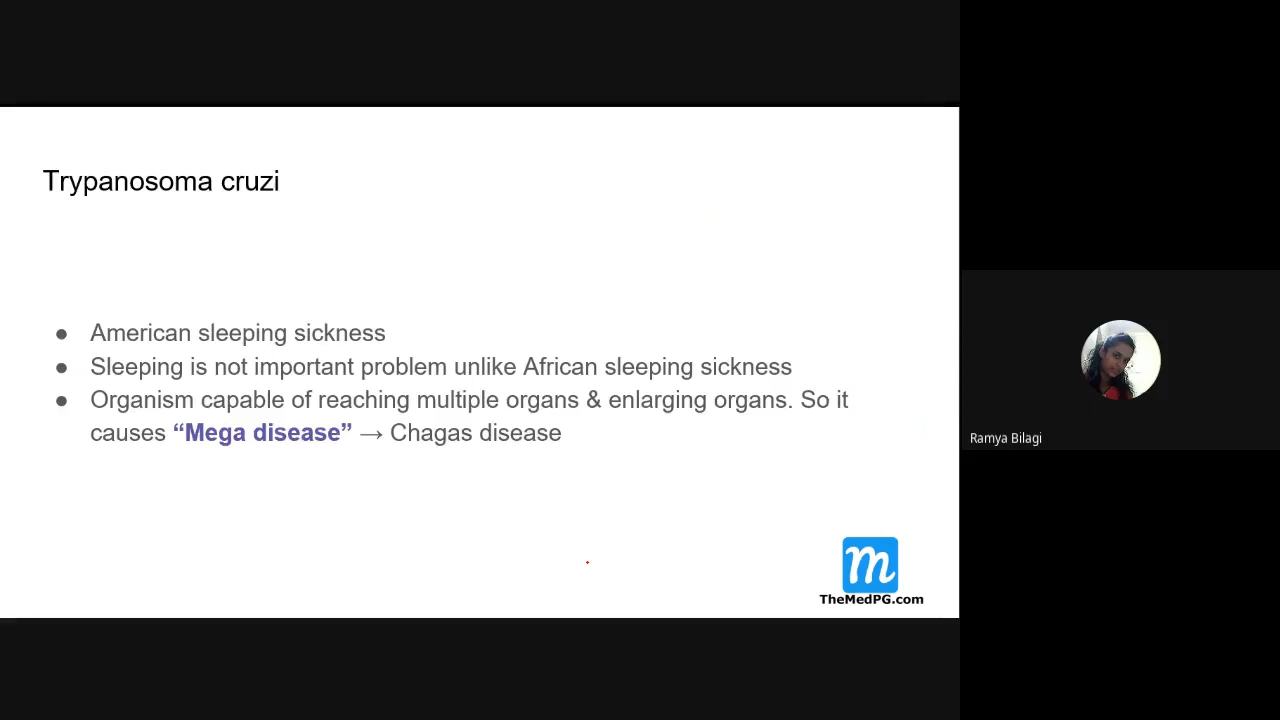 Trypanosoma cruzi
● American sleeping sickness
● Sleeping is not important problem unlike African sleeping sickness
● Organism capable of reaching multiple organs & enlarging organs. So it
causes “Mega disease” → Chagas disease
m
TheMedPG.com
Ramya Bilagi